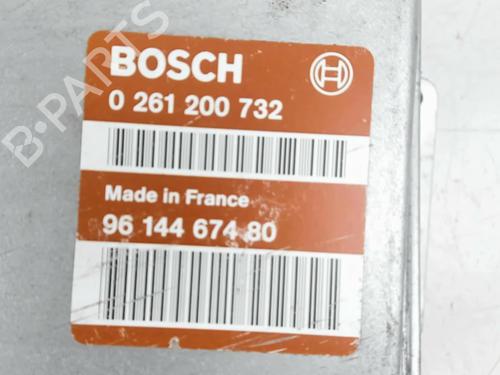 BOSCH
0 261 200 732
Made in France
96 144 674 80
B-PARTS